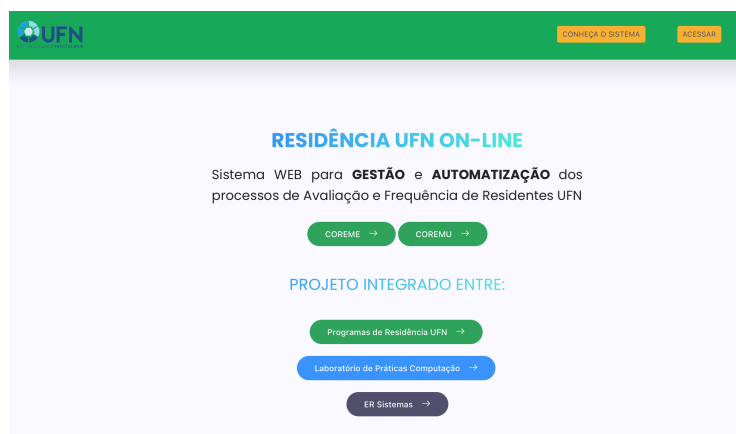 UFN
CONHEÇA O SISTEMA
ACESSAR
RESIDÊNCIA UFN ON-LINE
Sistema WEB para GESTÃO e AUTOMATIZAÇÃO dos
processos de Avaliação e Frequência de Residentes UFN
COREME →
COREMU →
PROJETO INTEGRADO ENTRE:
Programas de Residência UFN →
Laboratório de Práticas Computação →
ER Sistemas →